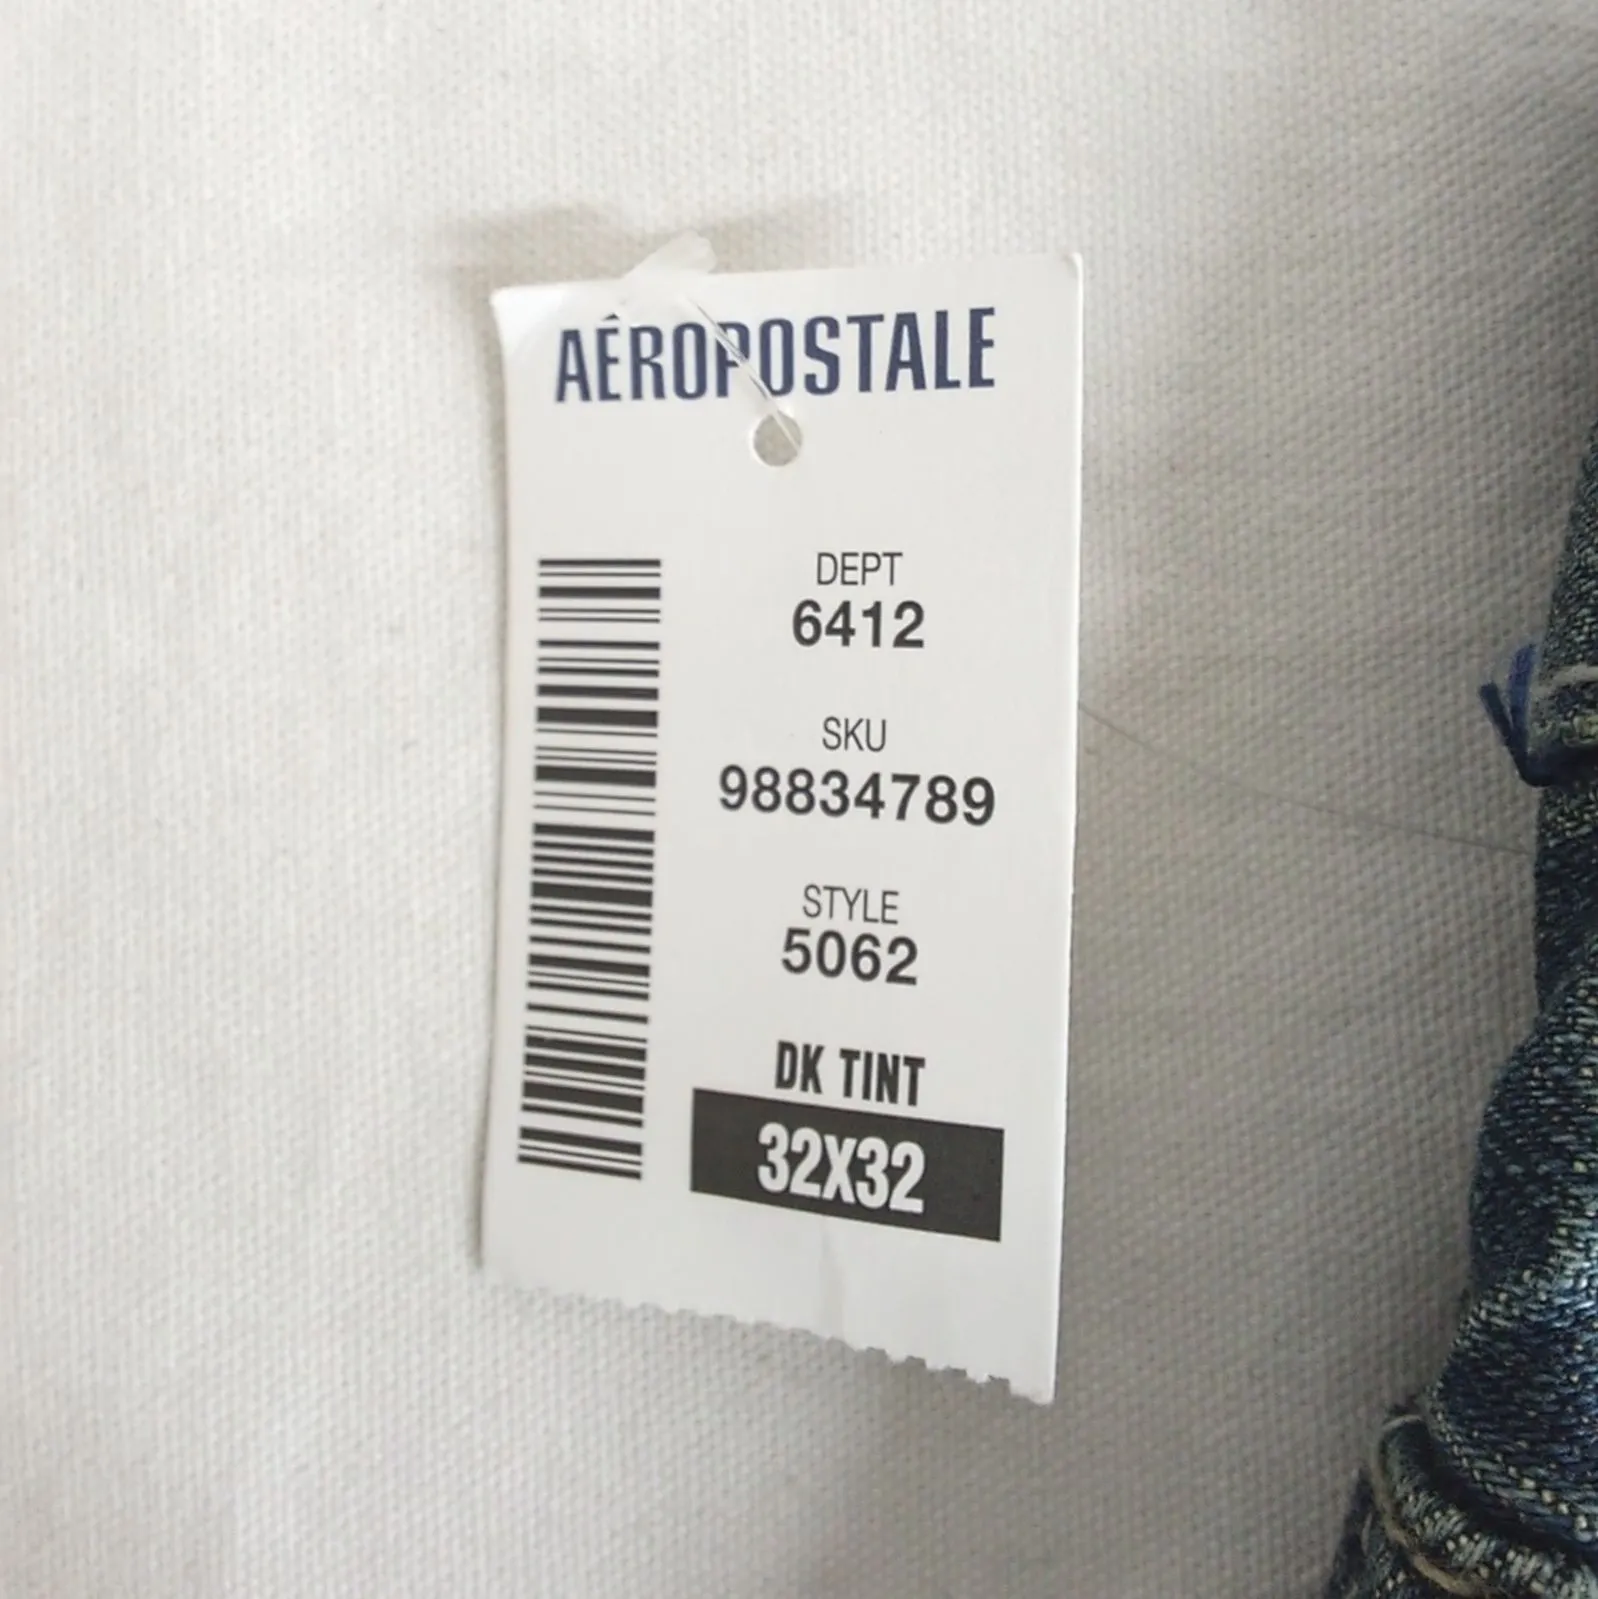 AÉROPOSTALE
DEPT
6412
SKU
98834789
STYLE
5062
DK TINT
32X32